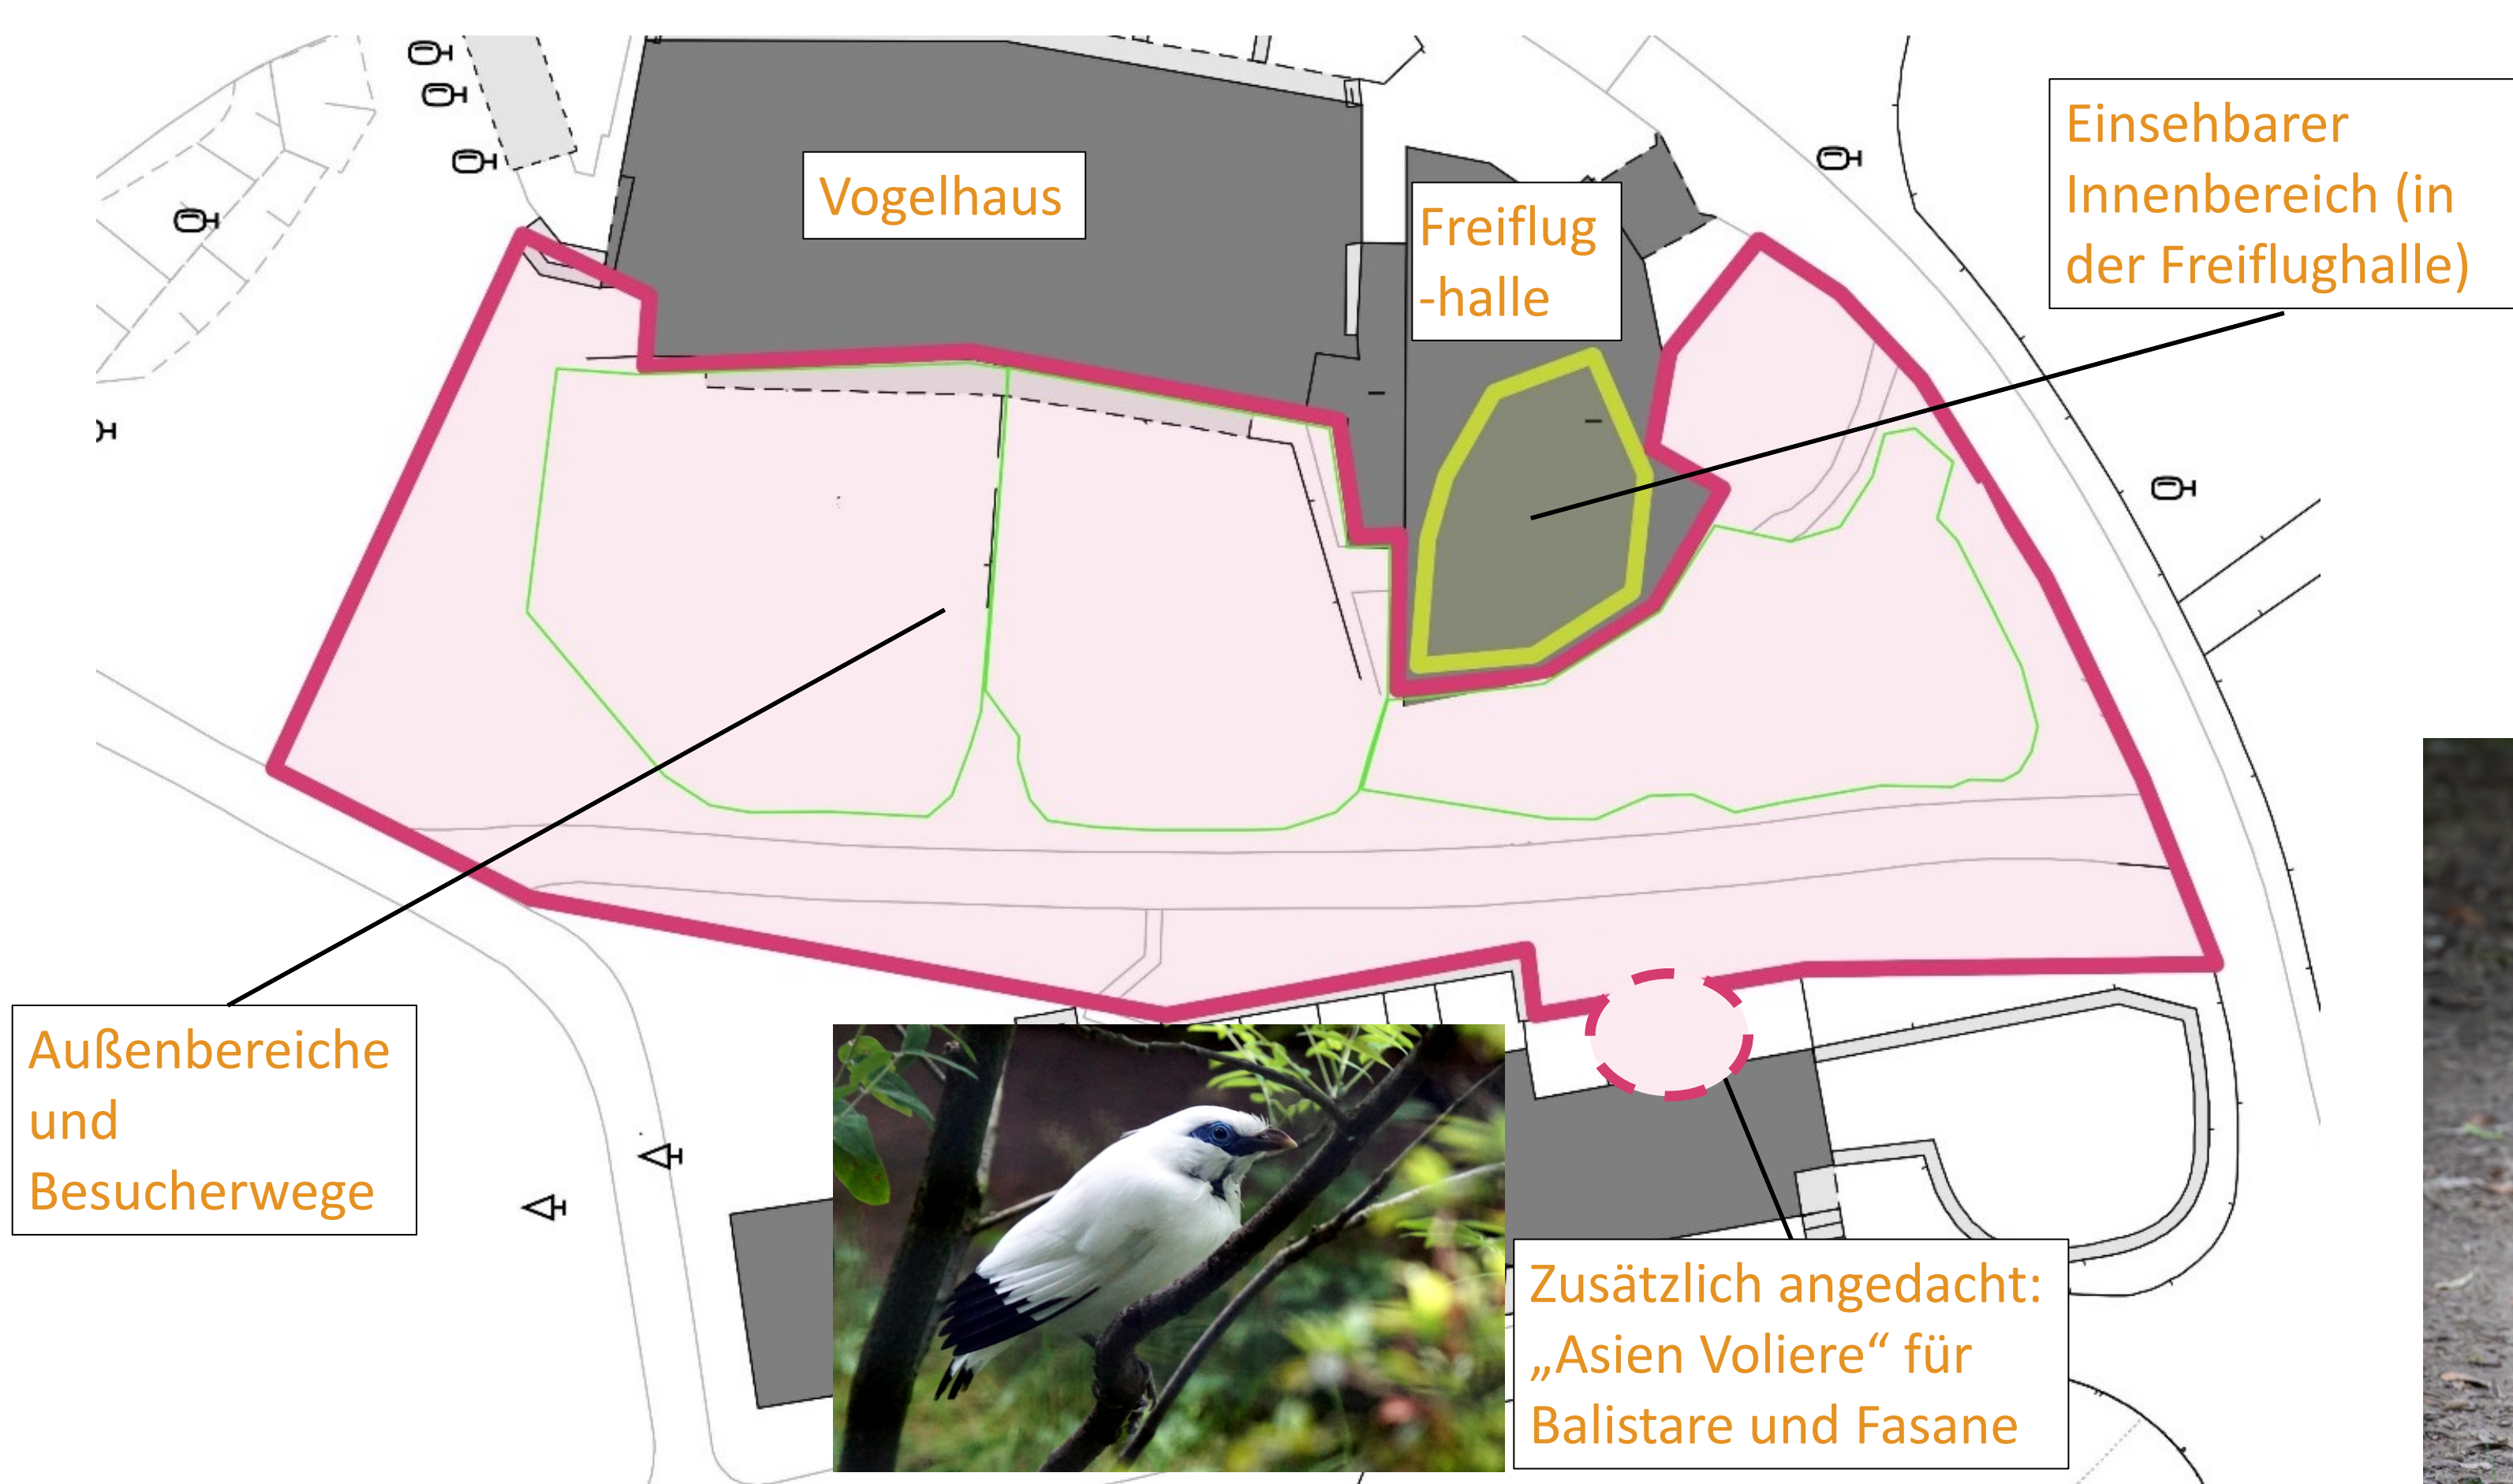 Vogelhaus
Freiflug
-halle
Einsehbarer
Innenbereich (in
der Freiflughalle)
Außenbereiche
und
Besucherwege
Zusätzlich angedacht:
„Asien Voliere“ für
Balistare und Fasane